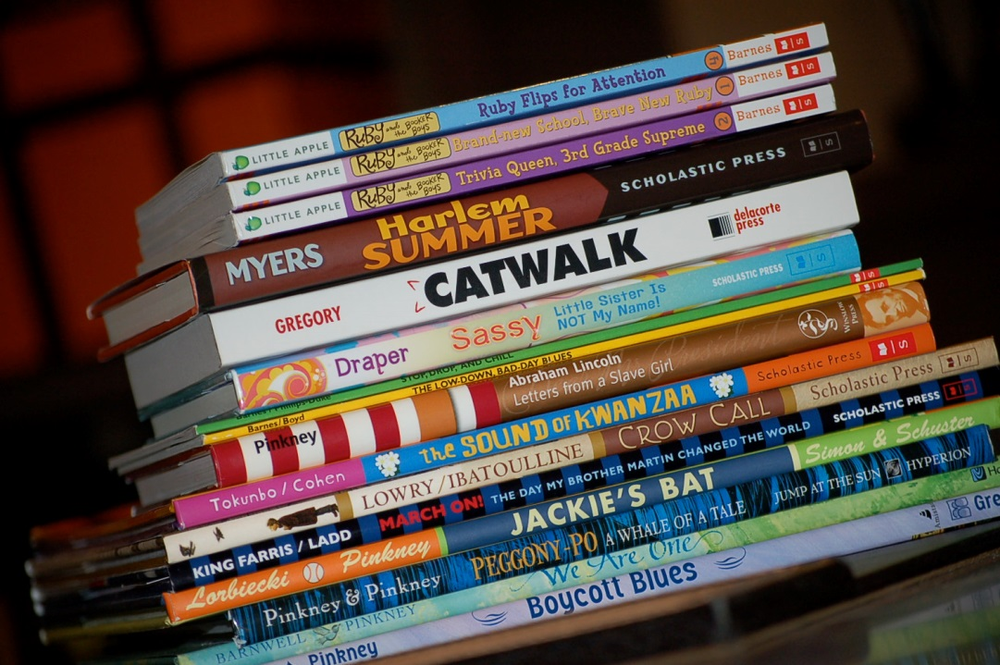 LITTLE APPLE RUBY and the BOOKER BOYS Ruby Flips for Attention 4 Barnes S
LITTLE APPLE RUBY and the BOOKER BOYS Brand-new School, Brave New Ruby 1 Barnes S
LITTLE APPLE RUBY and the BOOKER BOYS Trivia Queen, 3rd Grade Supreme 2 Barnes S
MYERS Harlem SUMMER SCHOLASTIC PRESS S
GREGORY CATWALK delacorte press
Draper Sassy Little Sister Is NOT My Name! SCHOLASTIC PRESS S
STOP, DROP, AND CHILL
Barnes/Boyd THE LOW-DOWN, BAD-DAY BLUES
Pinkney Abraham Lincoln Letters from a Slave Girl WINSLOW PRESS
Tokunbo / Cohen the SOUND OF KWANZAA Scholastic Press S
LOWRY / IBATOULLINE CROW CALL Scholastic Press S
KING FARRIS / LADD MARCH ON! THE DAY MY BROTHER MARTIN CHANGED THE WORLD SCHOLASTIC PRESS
Lorbiecki Pinkney JACKIE'S BAT Simon & Schuster
Pinkney & Pinkney PEGGONY-PO A WHALE OF A TALE JUMP AT THE SUN HYPERION
BARNWELL PINKNEY We Are One
Pinkney Boycott Blues Gre